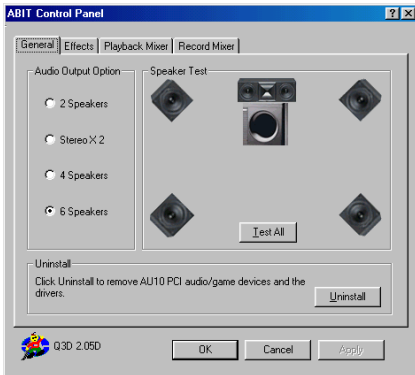 ABIT Control Panel
General Effects Playback Mixer Record Mixer
Audio Output Option
2 Speakers
Stereo X 2
4 Speakers
6 Speakers
Speaker Test
Test All
Uninstall
Click Uninstall to remove AU10 PCI audio/game devices and the
drivers.
Uninstall
Q3D 2.05D
OK Cancel Apply